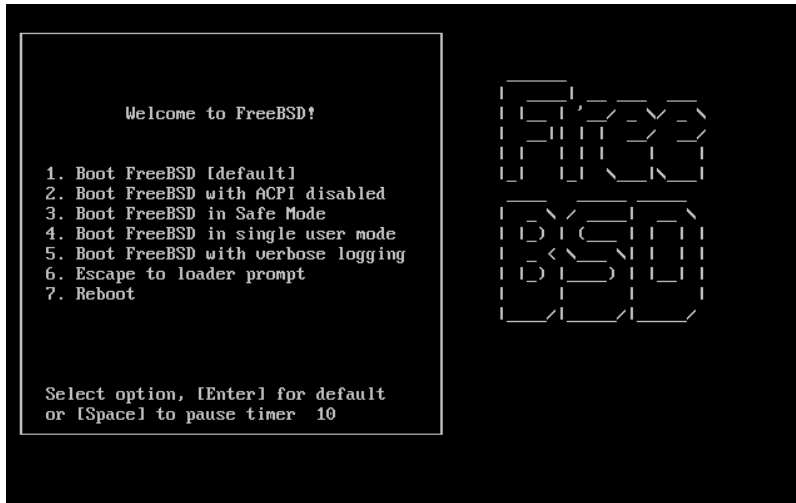 Welcome to FreeBSD!
1. Boot FreeBSD [default]
2. Boot FreeBSD with ACPI disabled
3. Boot FreeBSD in Safe Mode
4. Boot FreeBSD in single user mode
5. Boot FreeBSD with verbose logging
6. Escape to loader prompt
7. Reboot
Select option, [Enter] for default
or [Space] to pause timer  10
Free
BSD